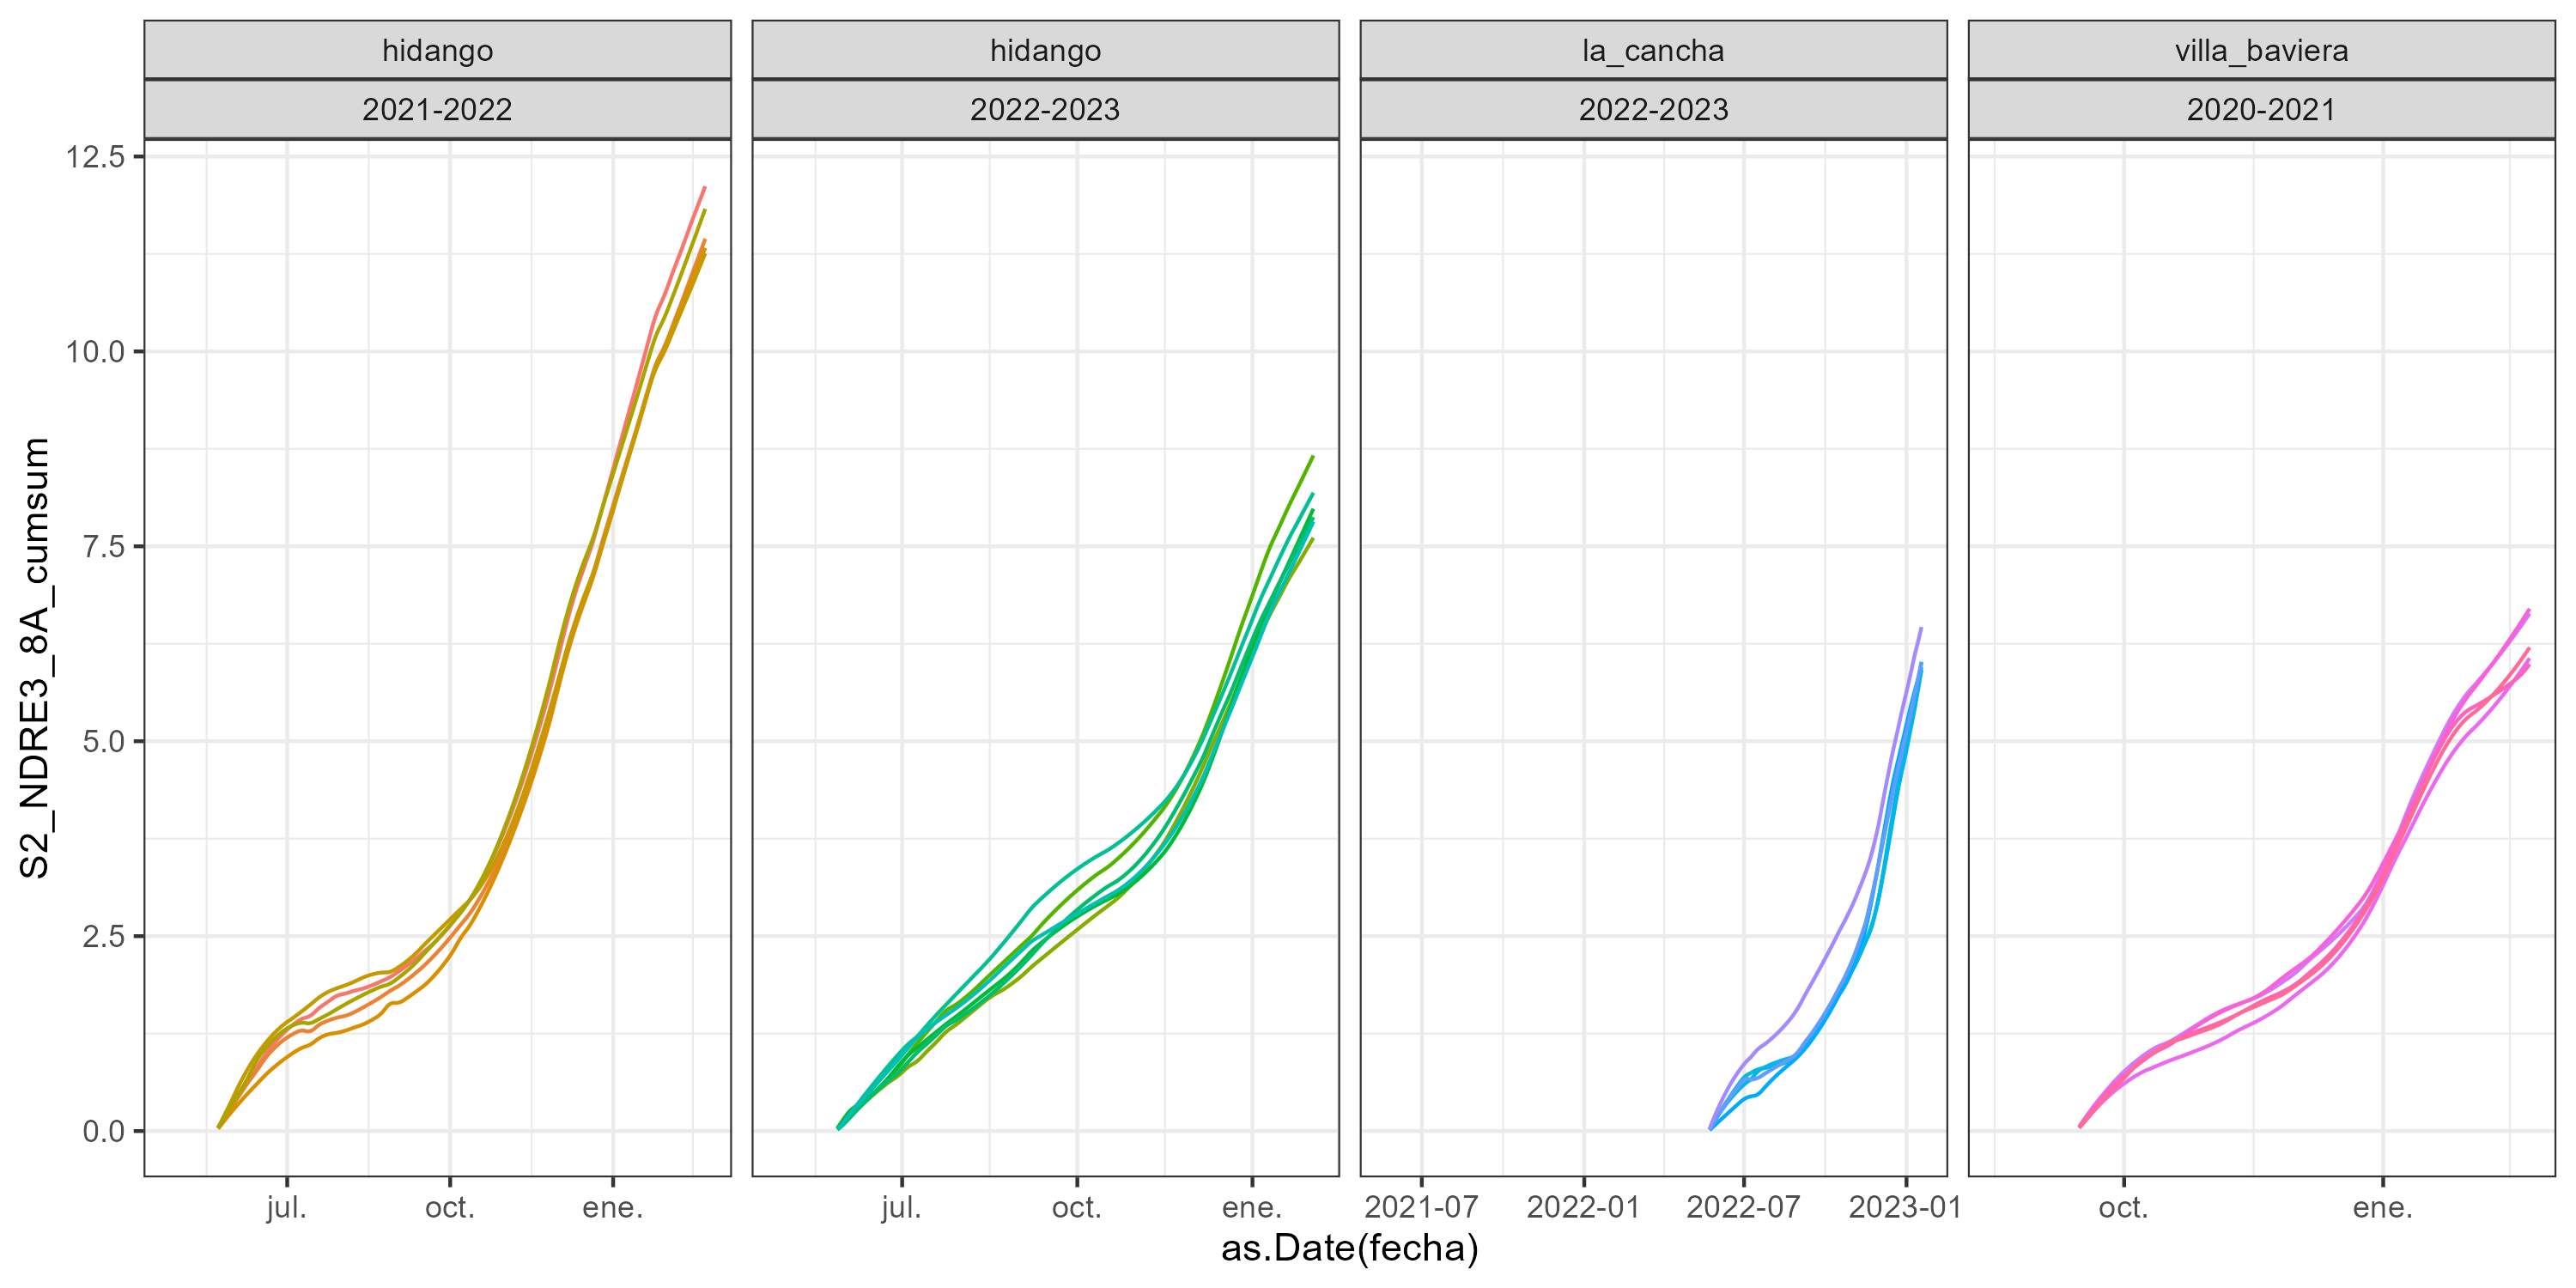 hidango
hidango
la_cancha
villa_baviera
2021-2022
2022-2023
2022-2023
2020-2021
12.5
10.0
7.5
5.0
2.5
0.0
S2_NDRE3_8A_cumsum
jul.
oct.
ene.
jul.
oct.
ene.
2021-07
2022-01
2022-07
2023-01
oct.
ene.
as.Date(fecha)